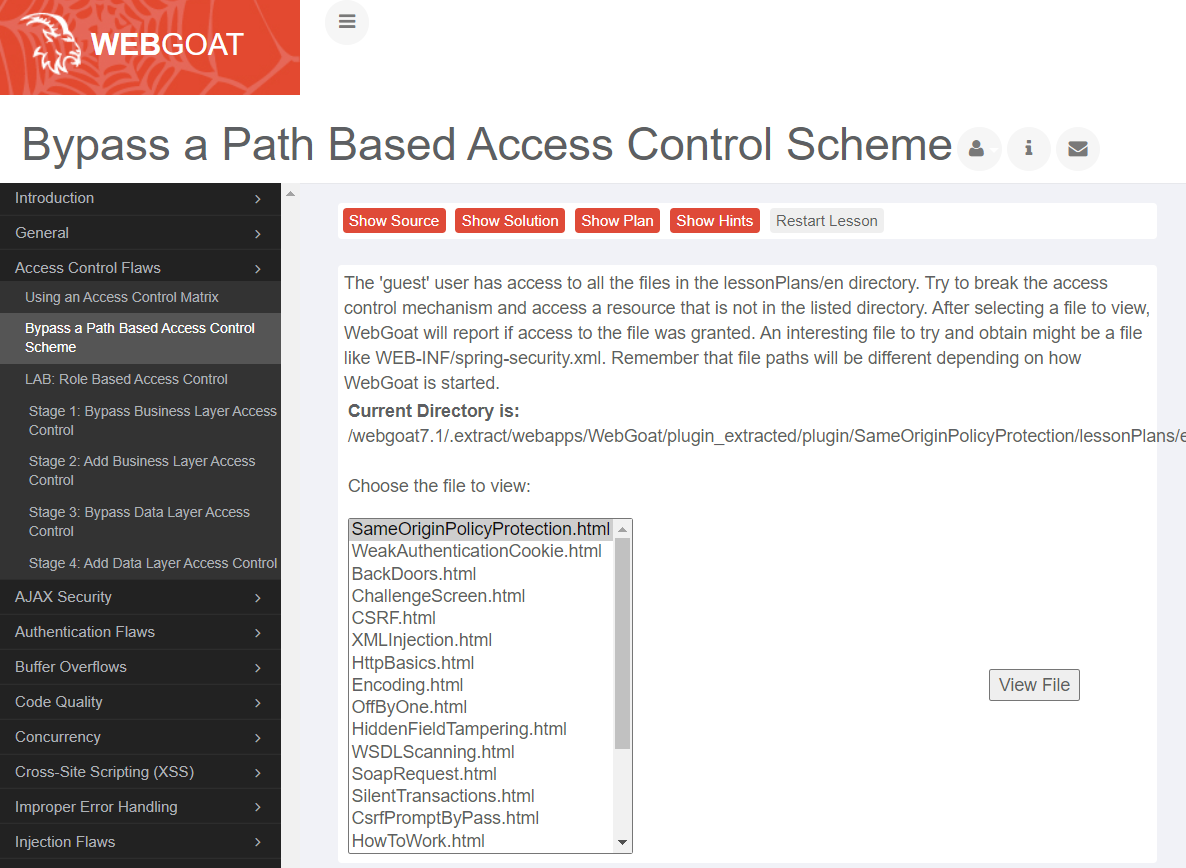 WEBGOAT
Bypass a Path Based Access Control Scheme
Introduction
General
Access Control Flaws
Using an Access Control Matrix
Bypass a Path Based Access Control
Scheme
LAB: Role Based Access Control
Stage 1: Bypass Business Layer Access
Control
Stage 2: Add Business Layer Access
Control
Stage 3: Bypass Data Layer Access
Control
Stage 4: Add Data Layer Access Control
AJAX Security
Authentication Flaws
Buffer Overflows
Code Quality
Concurrency
Cross-Site Scripting (XSS)
Improper Error Handling
Injection Flaws
Show Source Show Solution Show Plan Show Hints Restart Lesson
The 'guest' user has access to all the files in the lessonPlans/en directory. Try to break the access
control mechanism and access a resource that is not in the listed directory. After selecting a file to view,
WebGoat will report if access to the file was granted. An interesting file to try and obtain might be a file
like WEB-INF/spring-security.xml. Remember that file paths will be different depending on how
WebGoat is started.
Current Directory is:
/webgoat7.1/.extract/webapps/WebGoat/plugin_extracted/plugin/SameOriginPolicyProtection/lessonPlans/e
Choose the file to view:
SameOriginPolicyProtection.html
WeakAuthenticationCookie.html
BackDoors.html
ChallengeScreen.html
CSRF.html
XMLInjection.html
HttpBasics.html
Encoding.html
OffByOne.html
HiddenFieldTampering.html
WSDLScanning.html
SoapRequest.html
SilentTransactions.html
CsrfPromptByPass.html
HowToWork.html
View File